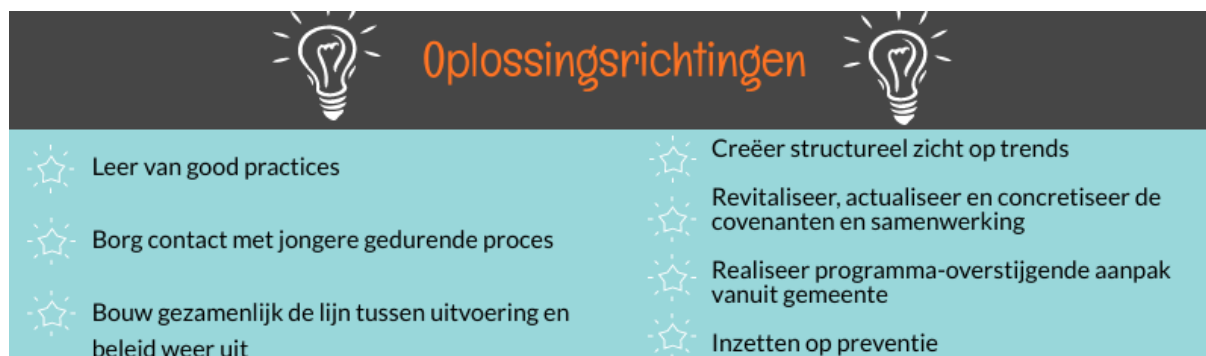 Oplossingsrichtingen
Leer van good practices
Borg contact met jongere gedurende proces
Bouw gezamenlijk de lijn tussen uitvoering en
beleid weer uit
Creëer structureel zicht op trends
Revitaliseer, actualiseer en concretiseer de
covenanten en samenwerking
Realiseer programma-overstijgende aanpak
vanuit gemeente
Inzetten op preventie